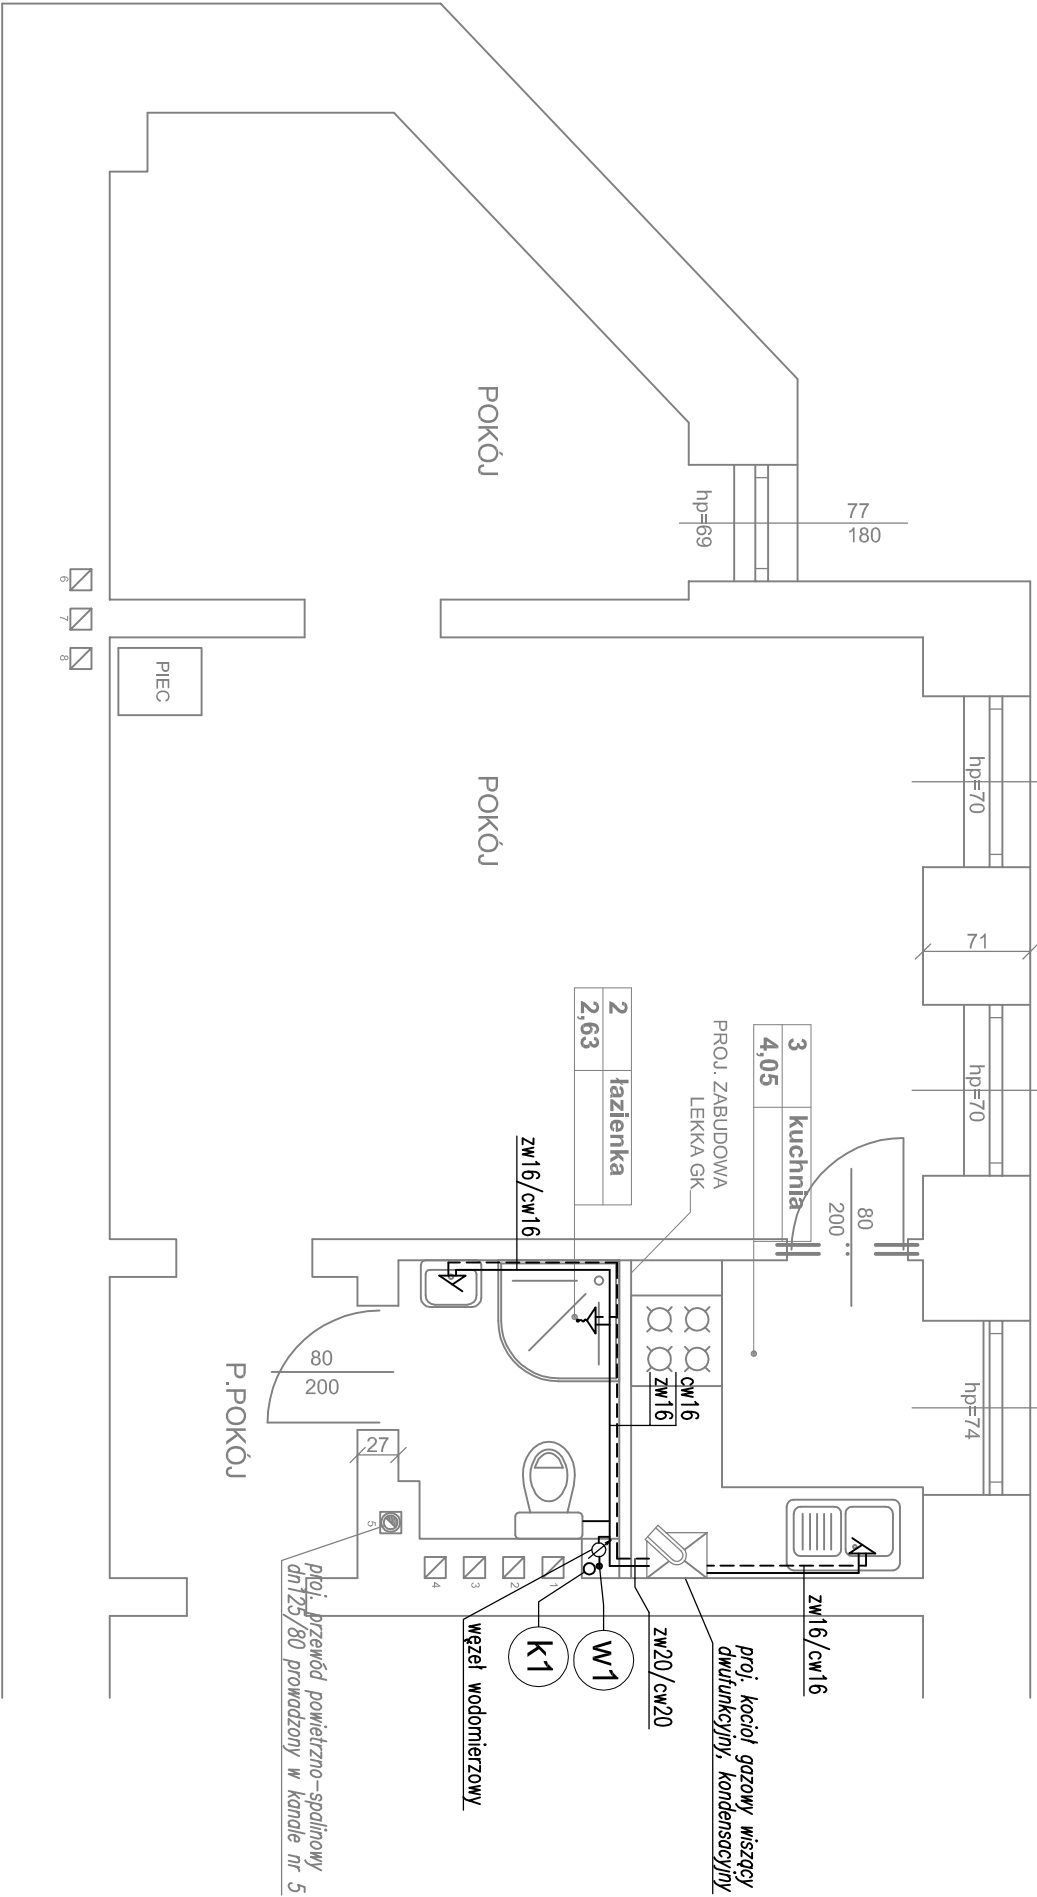 POKÓJ
hp=69
77
180
6
7
8
PIEC
POKÓJ
hp=70
71
hp=70
2 łazienka
2,63
3 kuchnia
4,05
PROJ. ZABUDOWA
LEKKA GK
80
200
hp=74
zw16/cw16
cw16
zw16
80
200
P.POKÓJ
27
5
4
3
2
1
k1
w1
węzeł wodomierzowy
zw20/cw20
zw16/cw16
proj. kocioł gazowy wiszący
dwufunkcyjny, kondensacyjny
proj. przewód powietrzno-spalinowy
dn125/80 prowadzony w kanale nr 5